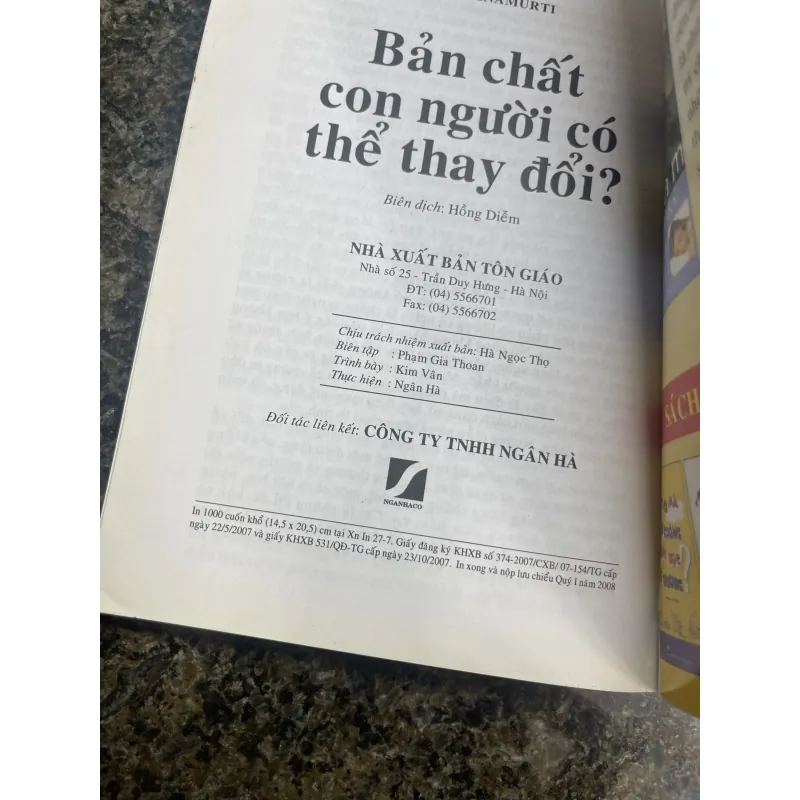 Bản chất
con người có
thể thay đổi?
Biên dịch: Hồng Diễm
NHÀ XUẤT BẢN TÔN GIÁO
Nhà số 25 - Trần Duy Hưng - Hà Nội
ĐT: (04) 5566701
Fax: (04) 5566702
Chịu trách nhiệm xuất bản: Hà Ngọc Thọ
Biên tập : Phạm Gia Thoan
Trình bày : Kim Vân
Thực hiện : Ngân Hà
Đối tác liên kết: CÔNG TY TNHH NGÂN HÀ
NGANHACO
In 1000 cuốn khổ (14,5 x 20,5) cm tại Xn In 27-7. Giấy đăng ký KHXB số 374-2007/CXB/ 07-154/TG cấp
ngày 22/5/2007 và giấy KHXB 531/QĐ-TG cấp ngày 23/10/2007. In xong và nộp lưu chiểu Quý I năm 2008
SÁCH